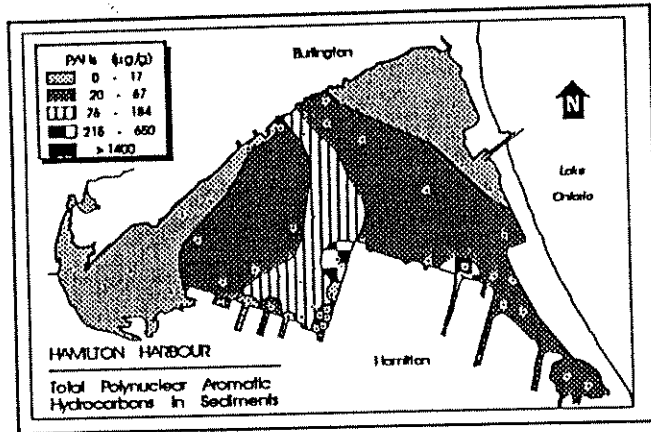 PAHs (µg/g)
0 - 17
20 - 67
76 - 184
218 - 650
> 1400
Burlington
N
Lake
Ontario
Hamilton
HAMILTON HARBOUR
Total Polynuclear Aromatic
Hydrocarbons In Sediments